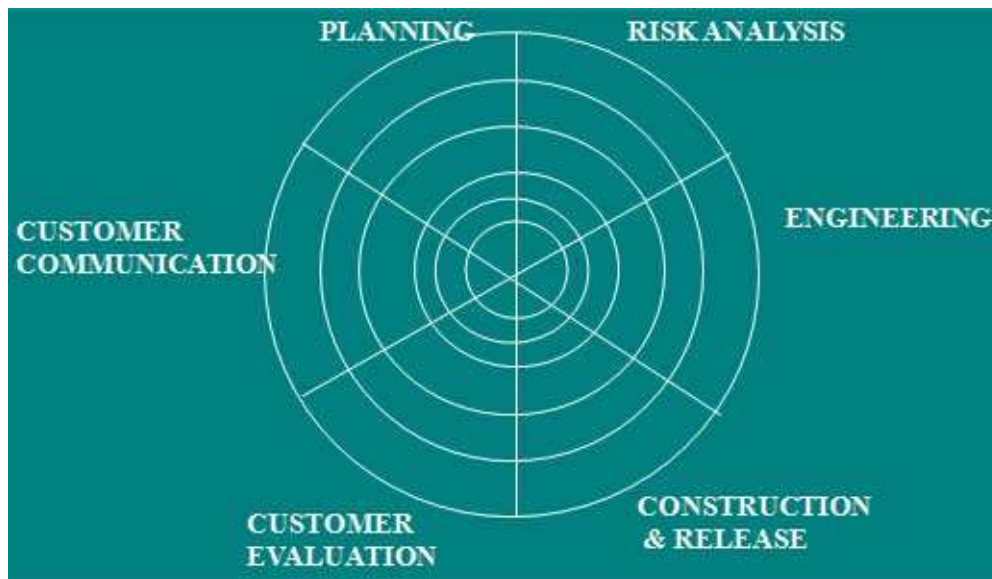 PLANNING
RISK ANALYSIS
ENGINEERING
CUSTOMER
COMMUNICATION
CONSTRUCTION
& RELEASE
CUSTOMER
EVALUATION